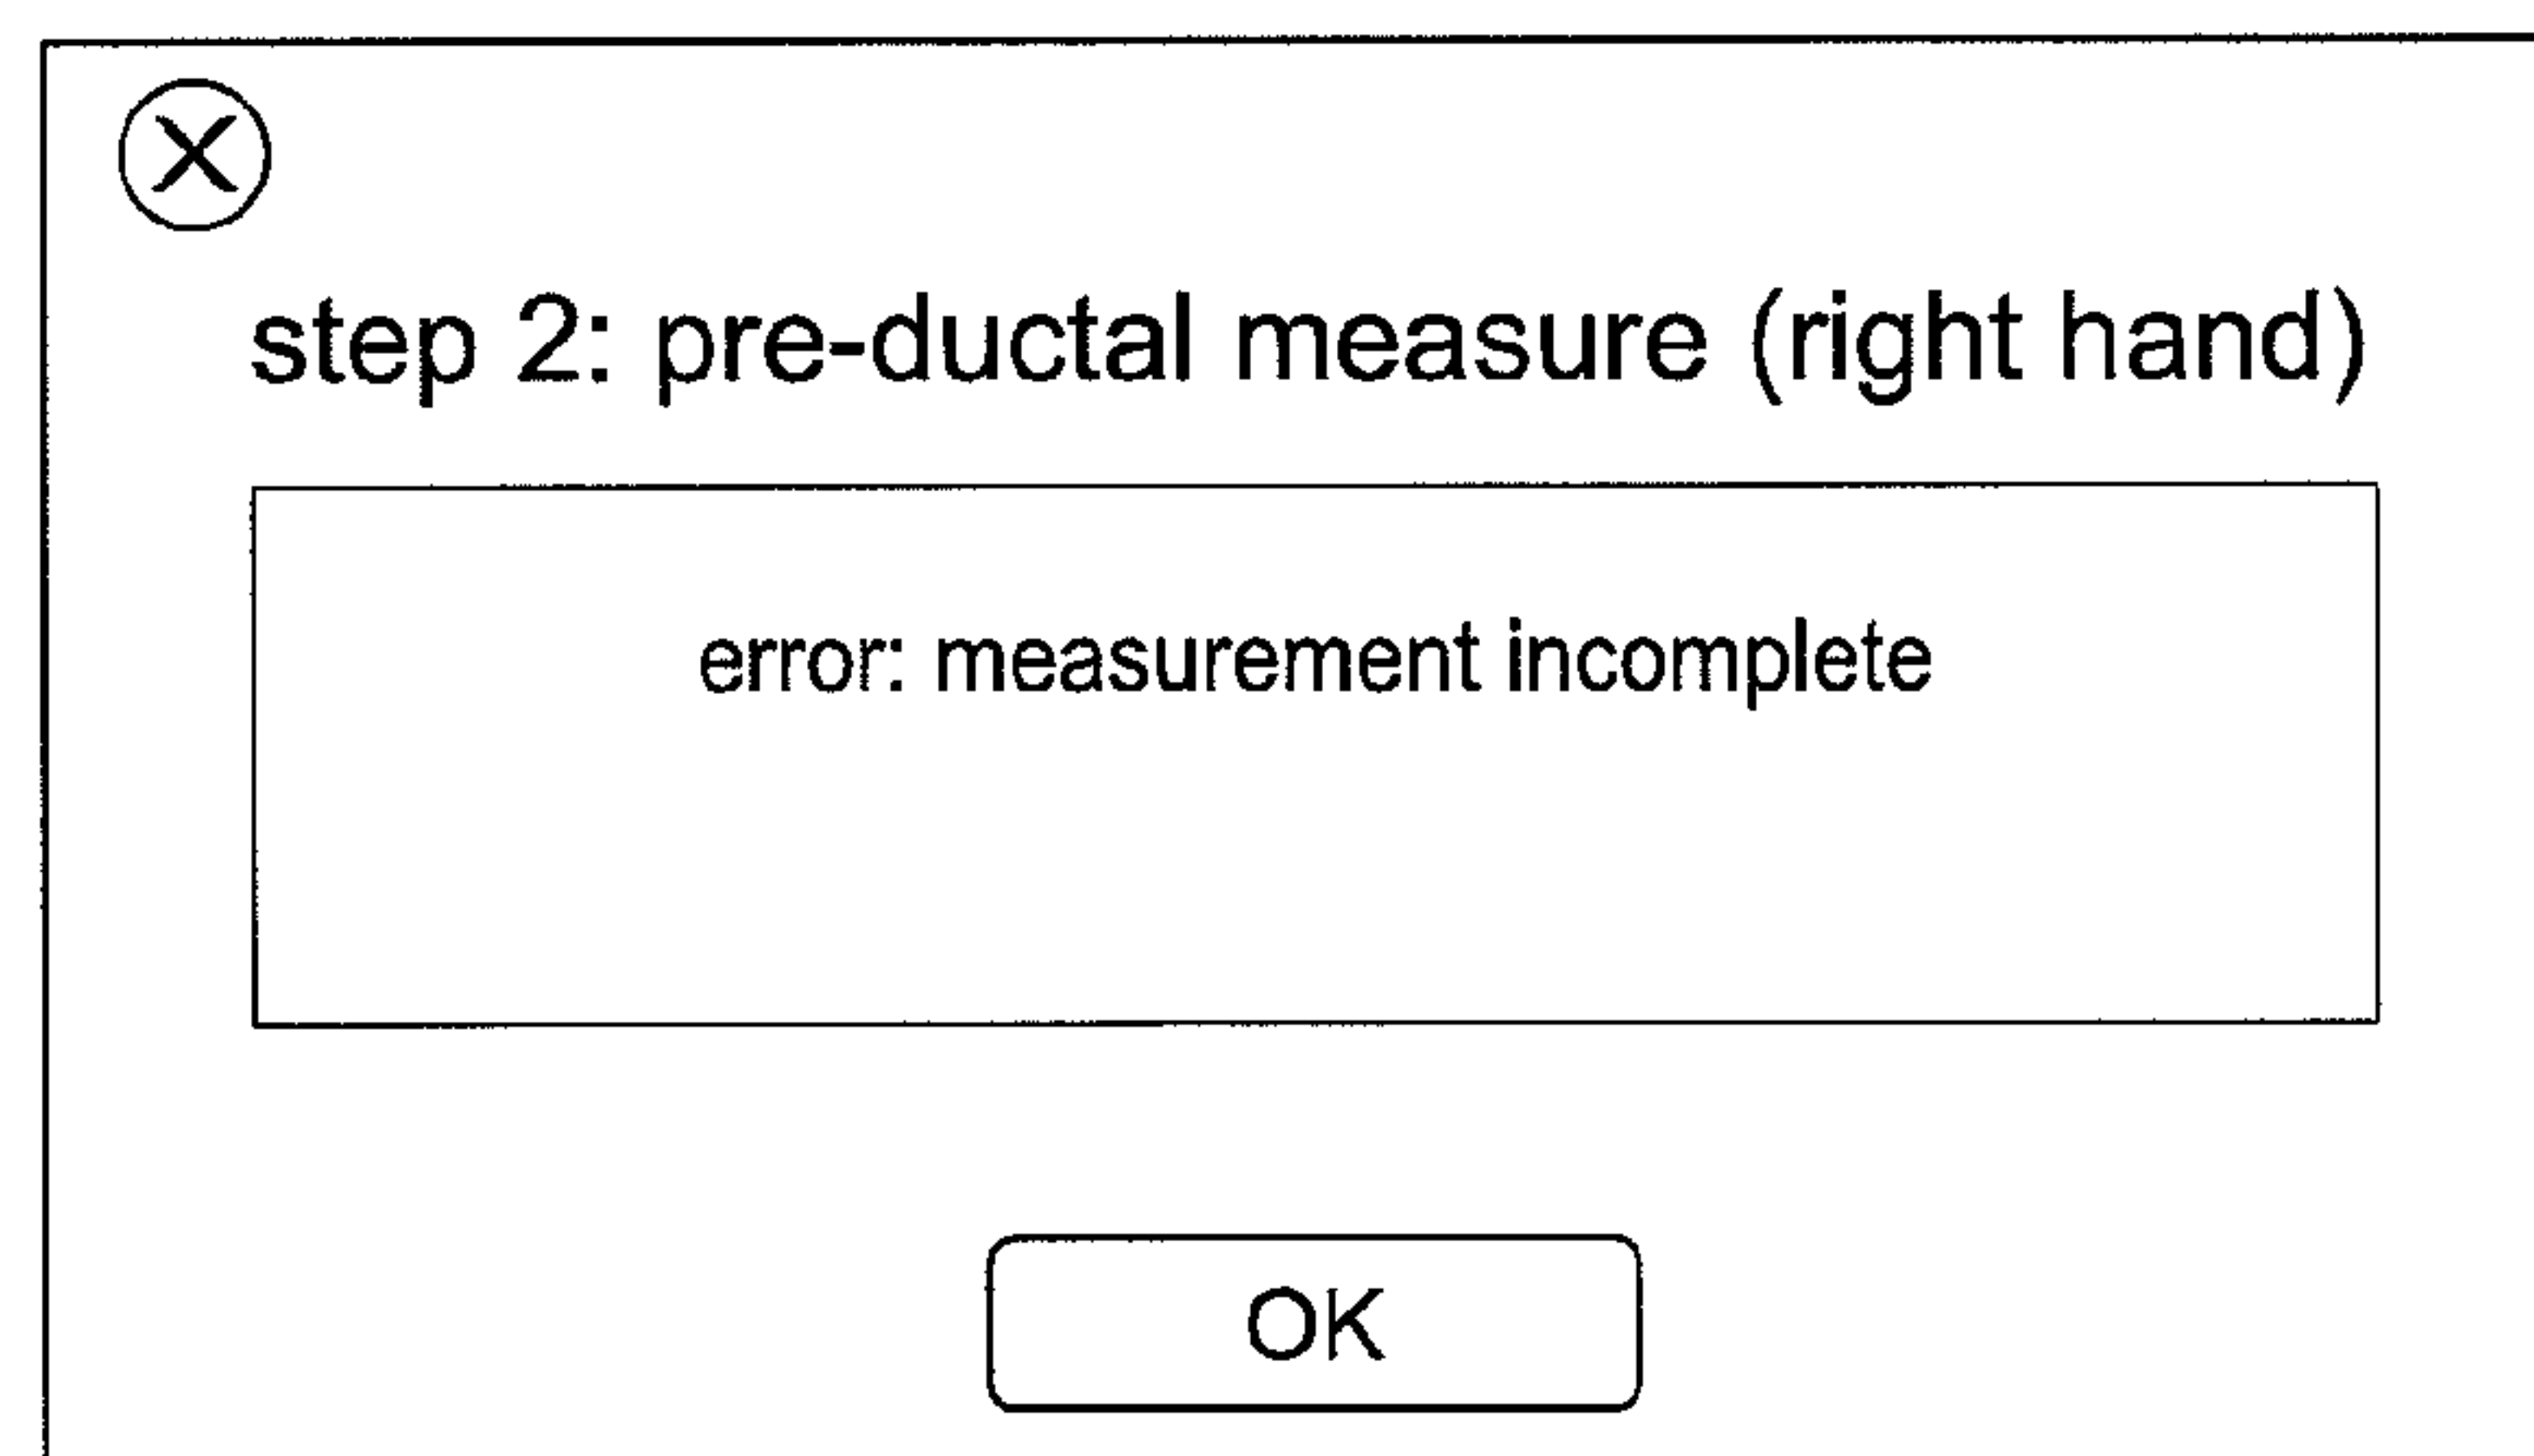 X
step 2: pre-ductal measure (right hand)
error: measurement incomplete
OK